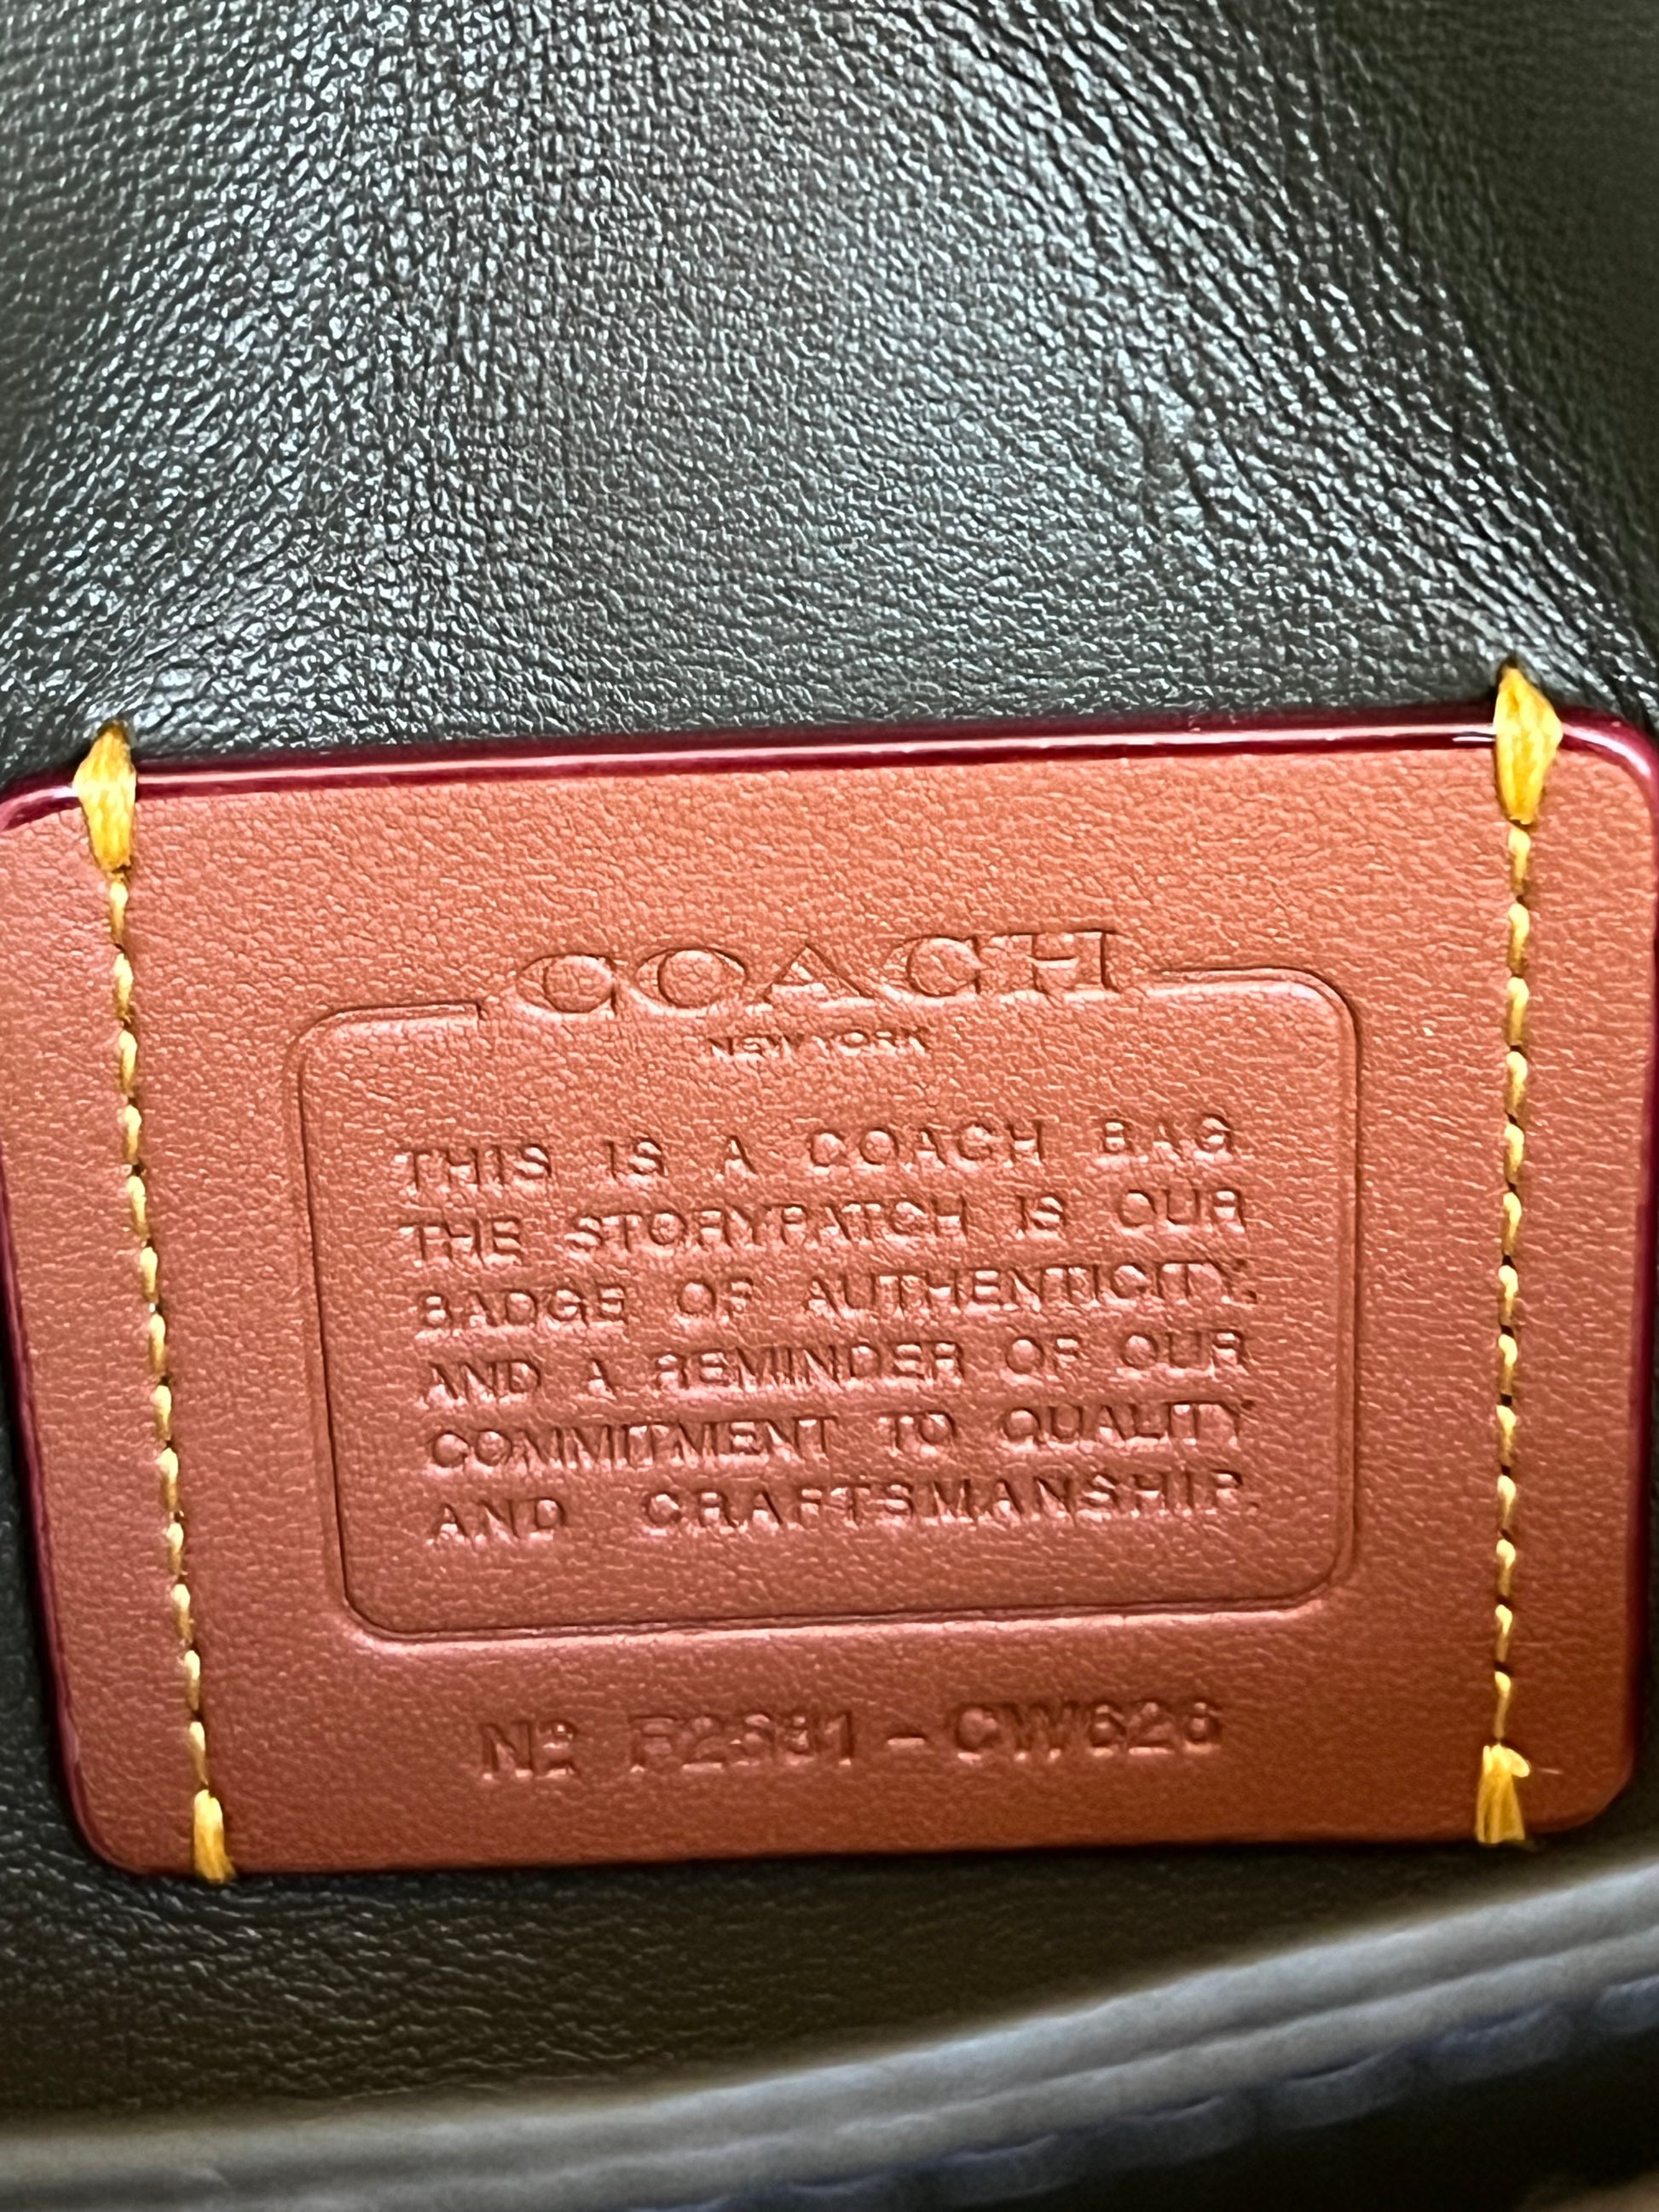 COACH
NEW YORK
THIS IS A COACH BAG.
THE STORYPATCH IS OUR
BADGE OF AUTHENTICITY,
AND A REMINDER OF OUR
COMMITMENT TO QUALITY
AND CRAFTSMANSHIP.
Nº - CW626